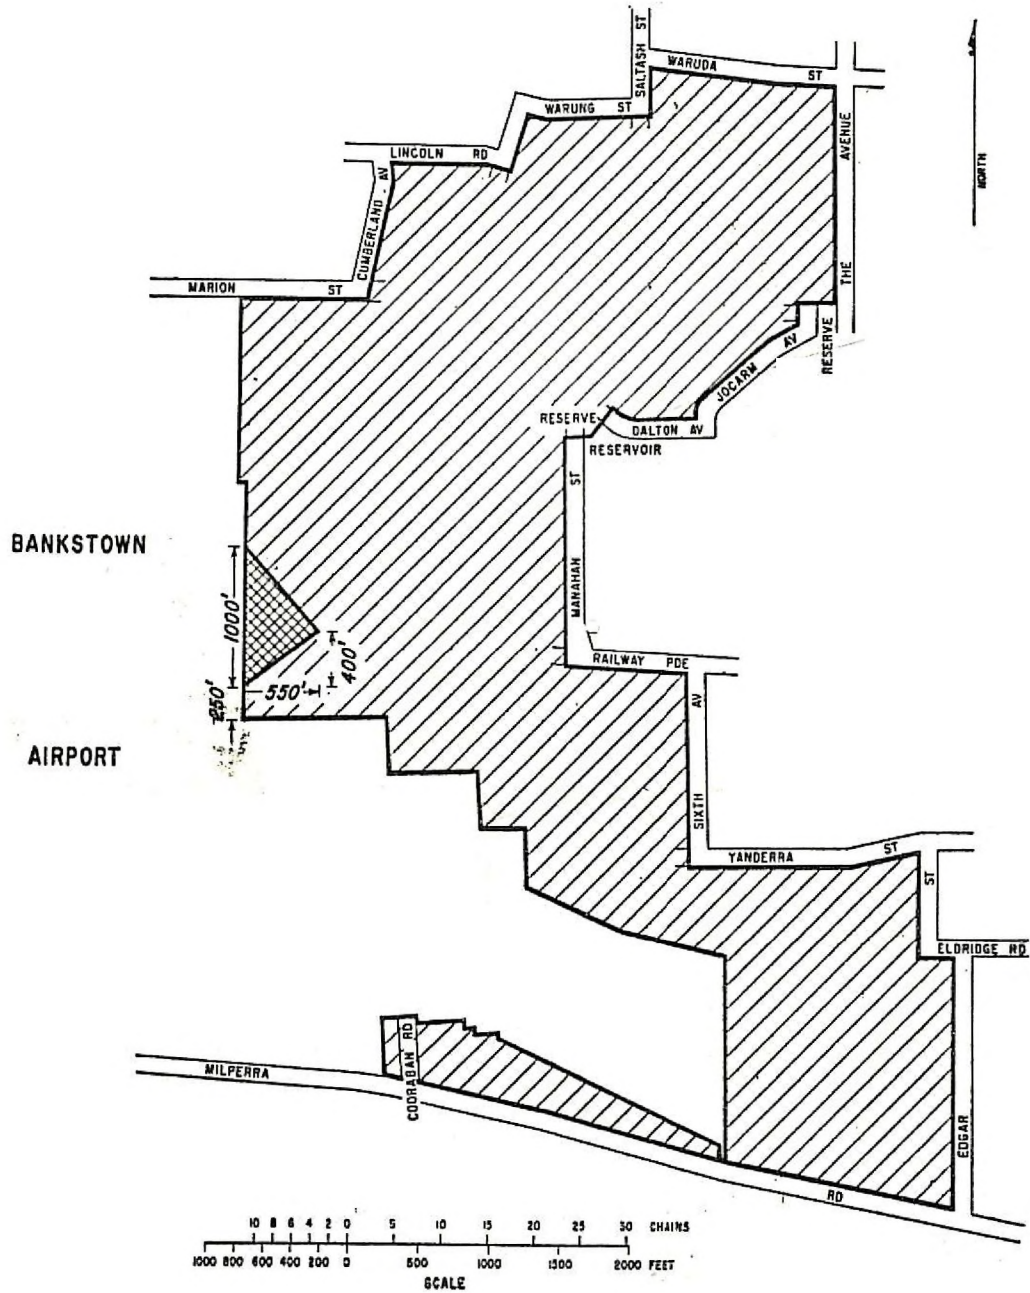 SALTASH ST
WARUDA ST
WARUNG ST
THE AVENUE
LINCOLN RD
NORTH
CUMBERLAND AV
MARION ST
JOCARM AV
RESERVE
RESERVE
DALTON AV
RESERVOIR
MANAHAN ST
BANKSTOWN
1000'
400'
550'
250'
RAILWAY PDE
SIXTH AV
AIRPORT
YANDERRA ST
ST
ELDRIDGE RD
EDGAR
COORABAN RD
MILPERRA RD
10 8 6 4 2 0 5 10 15 20 25 30 CHAINS
1000 800 600 400 200 0 500 1000 1500 2000 FEET
SCALE